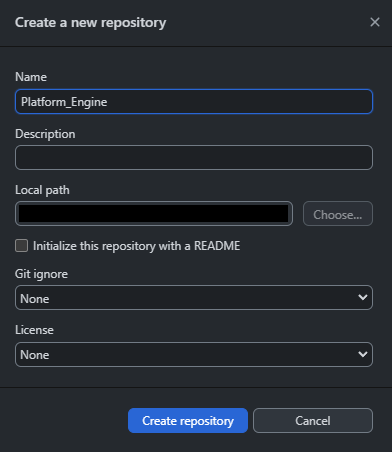 Create a new repository
Name
Platform_Engine
Description
Local path
Choose...
Initialize this repository with a README
Git ignore
None
License
None
Create repository Cancel